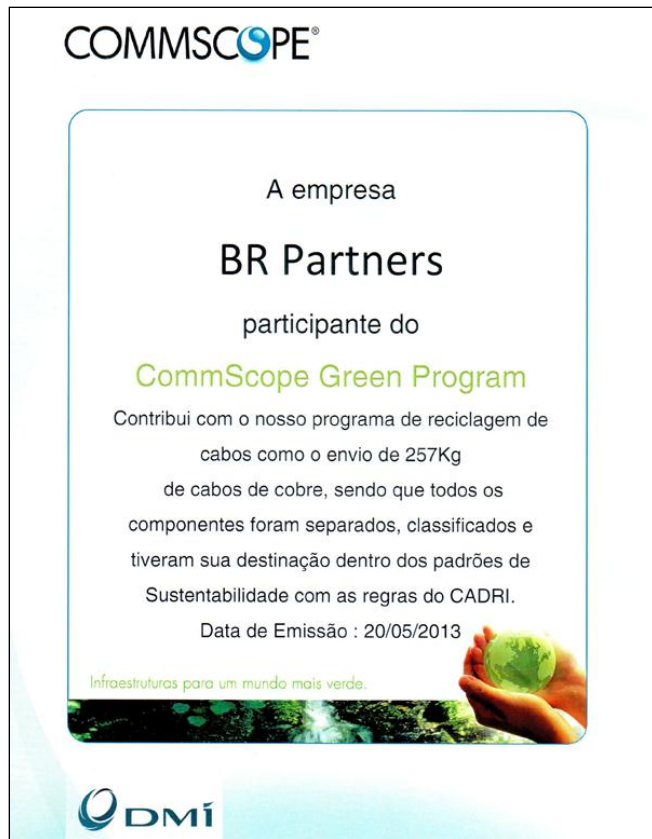 COMMSCOPE®
A empresa
BR Partners
participante do
CommScope Green Program
Contribui com o nosso programa de reciclagem de
cabos como o envio de 257Kg
de cabos de cobre, sendo que todos os
componentes foram separados, classificados e
tiveram sua destinação dentro dos padrões de
Sustentabilidade com as regras do CADRI.
Data de Emissão : 20/05/2013
Infraestruturas para um mundo mais verde.
DMI